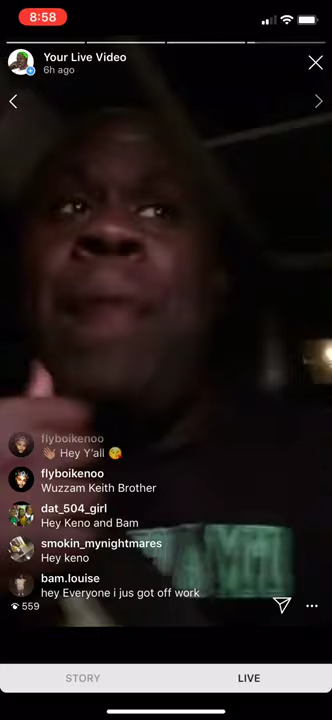 8:58
Your Live Video
6h ago
flyboikenoo
👋🏾 Hey Y'all 😘
flyboikenoo
Wuzzam Keith Brother
dat_504_girl
Hey Keno and Bam
smokin_mynightmares
Hey keno
bam.louise
hey Everyone i jus got off work
559
STORY LIVE